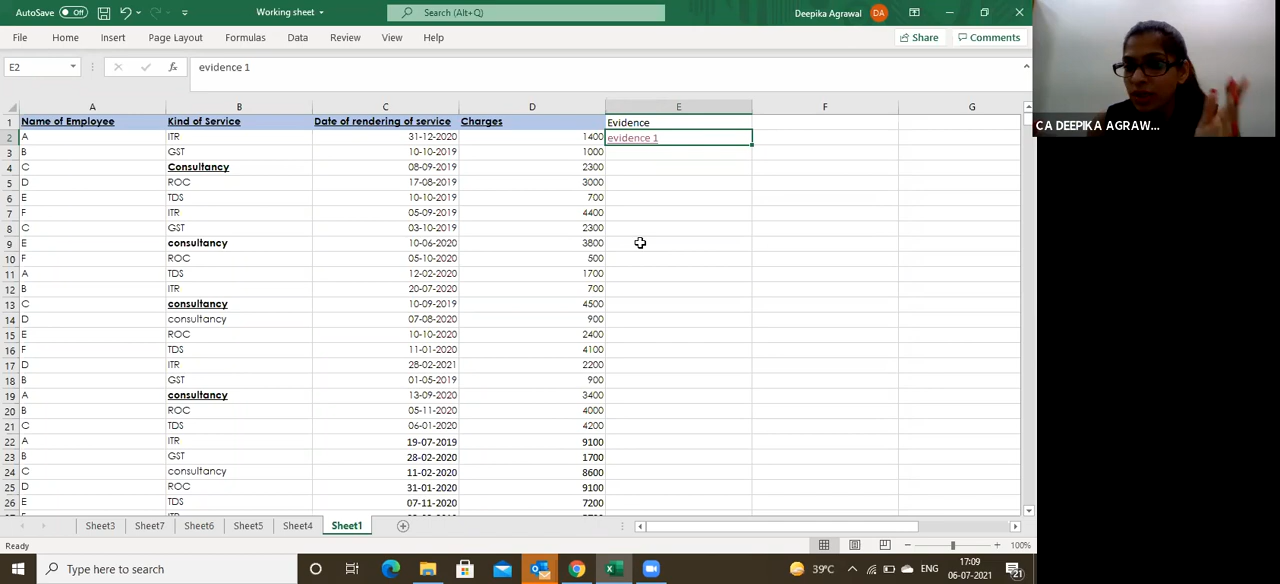 AutoSave Off Working sheet Search (Alt+Q) Deepika Agrawal DA
File Home Insert Page Layout Formulas Data Review View Help Share Comments
E2 fx evidence 1
A B C D E F G
1 Name of Employee Kind of Service Date of rendering of service Charges Evidence
2 A ITR 31-12-2020 1400 evidence 1
3 B GST 10-10-2019 1000
4 C Consultancy 08-09-2019 2300
5 D ROC 17-08-2019 3000
6 E TDS 10-10-2019 700
7 F ITR 05-09-2019 4400
8 C GST 03-10-2019 2300
9 E consultancy 10-06-2020 3800
10 F ROC 05-10-2020 500
11 A TDS 12-02-2020 1700
12 B ITR 20-07-2020 700
13 C consultancy 10-09-2019 4500
14 D consultancy 07-08-2020 900
15 E ROC 10-10-2020 2400
16 F TDS 11-01-2020 4100
17 D ITR 28-02-2021 2200
18 B GST 01-05-2019 900
19 A consultancy 13-09-2020 3400
20 B ROC 05-11-2020 4000
21 C TDS 06-01-2020 4200
22 A ITR 19-07-2019 9100
23 B GST 28-02-2020 1700
24 C consultancy 11-02-2020 8600
25 D ROC 31-01-2020 9100
26 E TDS 07-11-2020 7200
Sheet3 Sheet7 Sheet6 Sheet5 Sheet4 Sheet1
Ready 100%
Type here to search 39°C ENG 17:09
06-07-2021 21
CA DEEPIKA AGRAW...